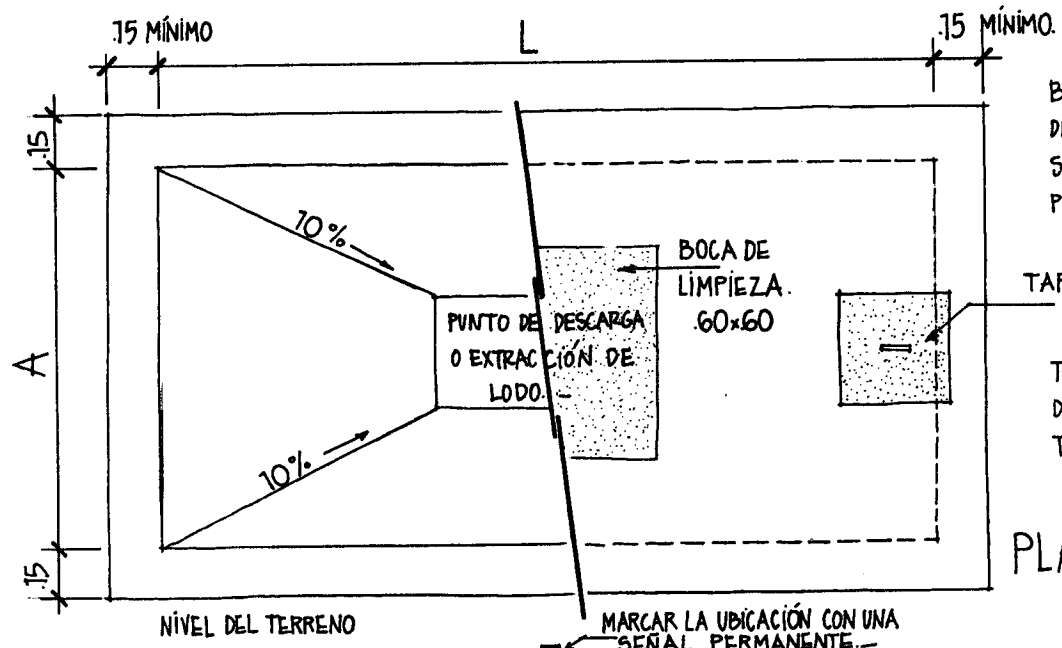 .15 MÍNIMO
L
.15 MÍNIMO.
.15
A
.15
10%
10%
PUNTO DE DESCARGA
O EXTRACCIÓN DE
LODO.
BOCA DE
LIMPIEZA.
.60x60
NIVEL DEL TERRENO
MARCAR LA UBICACIÓN CON UNA
SEÑAL PERMANENTE.